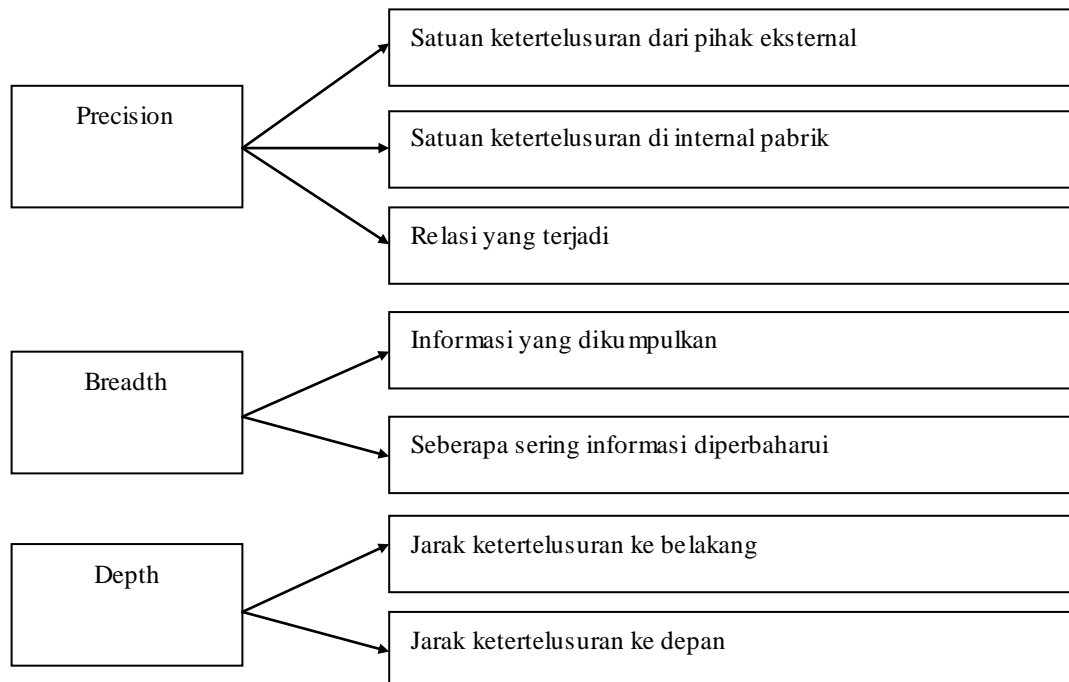 Precision
Satuan ketertelusuran dari pihak eksternal
Satuan ketertelusuran di internal pabrik
Relasi yang terjadi
Breadth
Informasi yang dikumpulkan
Seberapa sering informasi diperbaharui
Depth
Jarak ketertelusuran ke belakang
Jarak ketertelusuran ke depan